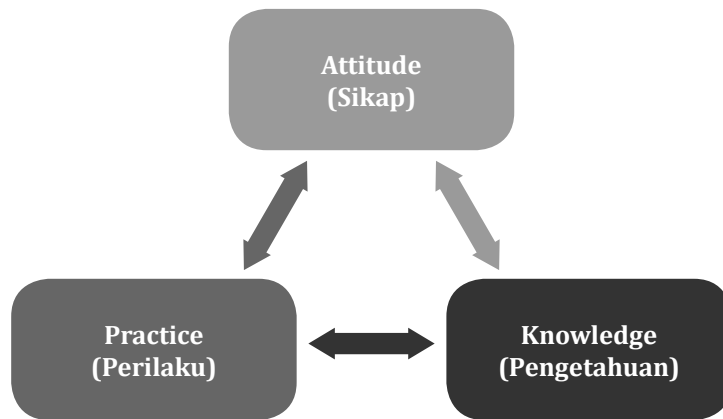 Attitude
(Sikap)
Practice
(Perilaku)
Knowledge
(Pengetahuan)